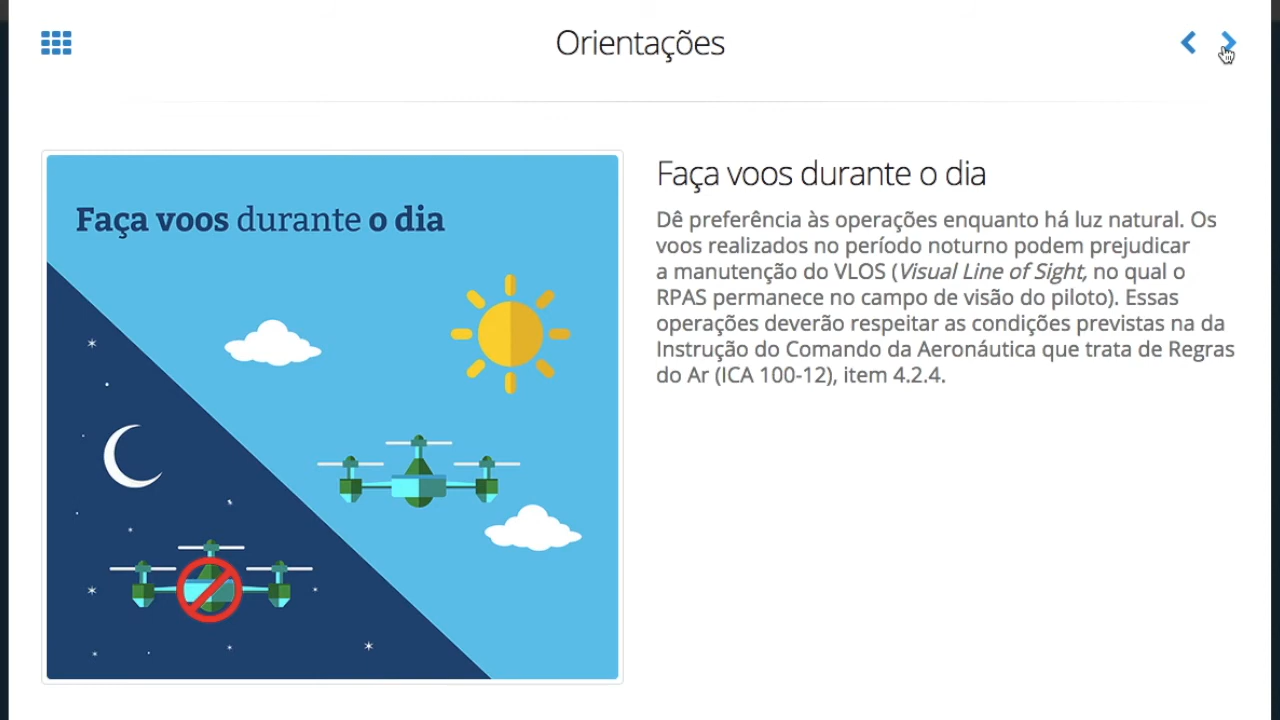 Orientações
Faça voos durante o dia
Faça voos durante o dia
Dê preferência às operações enquanto há luz natural. Os
voos realizados no período noturno podem prejudicar
a manutenção do VLOS (Visual Line of Sight, no qual o
RPAS permanece no campo de visão do piloto). Essas
operações deverão respeitar as condições previstas na da
Instrução do Comando da Aeronáutica que trata de Regras
do Ar (ICA 100-12), item 4.2.4.